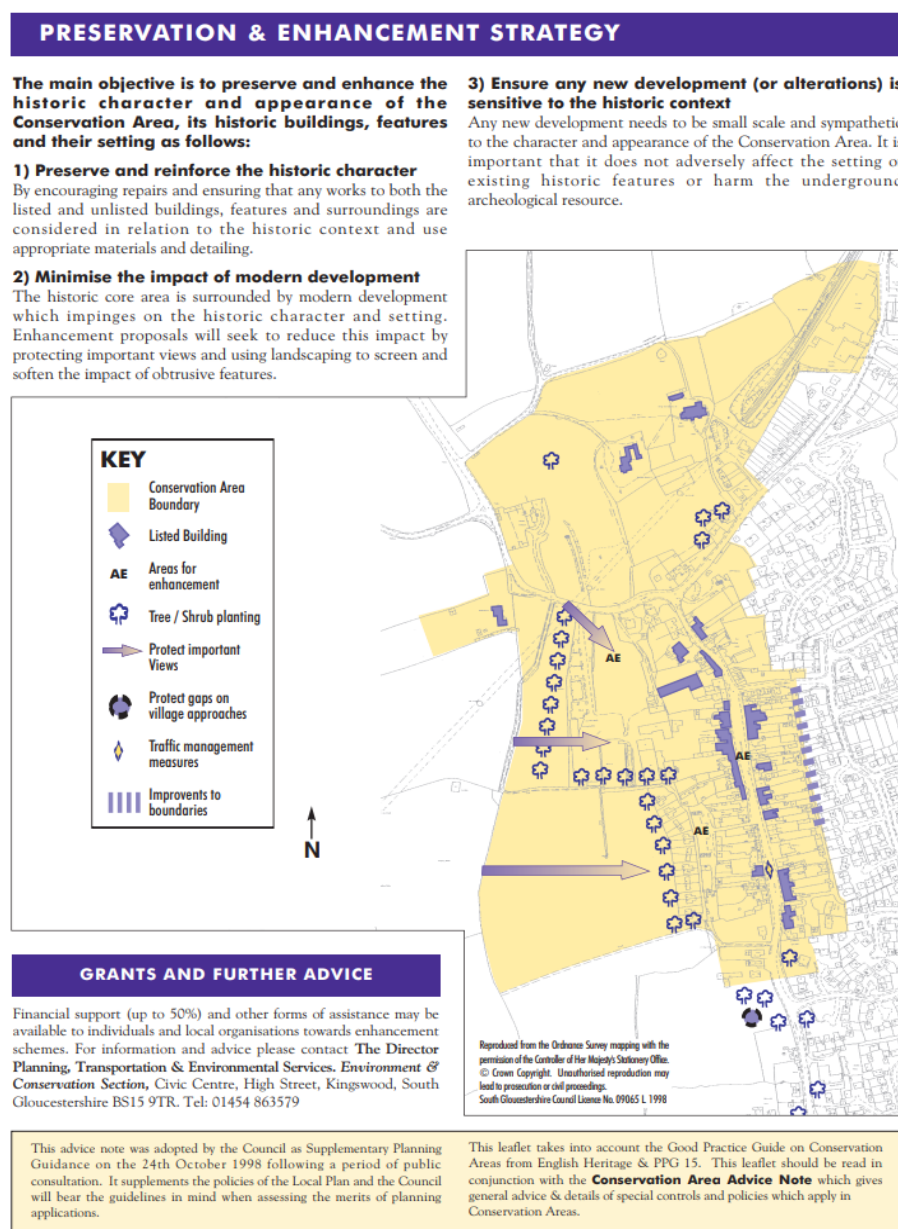 PRESERVATION & ENHANCEMENT STRATEGY
The main objective is to preserve and enhance the
historic character and appearance of the
Conservation Area, its historic buildings, features
and their setting as follows:
1) Preserve and reinforce the historic character
By encouraging repairs and ensuring that any works to both the
listed and unlisted buildings, features and surroundings are
considered in relation to the historic context and use
appropriate materials and detailing.
2) Minimise the impact of modern development
The historic core area is surrounded by modern development
which impinges on the historic character and setting.
Enhancement proposals will seek to reduce this impact by
protecting important views and using landscaping to screen and
soften the impact of obtrusive features.
3) Ensure any new development (or alterations) is
sensitive to the historic context
Any new development needs to be small scale and sympathetic
to the character and appearance of the Conservation Area. It is
important that it does not adversely affect the setting of
existing historic features or harm the underground
archeological resource.
KEY
Conservation Area
Boundary
Listed Building
AE
Areas for
enhancement
Tree / Shrub planting
Protect important
Views
Protect gaps on
village approaches
Traffic management
measures
Improvents to
boundaries
N
AE
AE
AE
Reproduced from the Ordnance Survey mapping with the
permission of the Controller of Her Majesty's Stationery Office.
© Crown Copyright. Unauthorised reproduction may
lead to prosecution or civil proceedings.
South Gloucestershire Council Licence No. 09065 L 1998
GRANTS AND FURTHER ADVICE
Financial support (up to 50%) and other forms of assistance may be
available to individuals and local organisations towards enhancement
schemes. For information and advice please contact The Director
Planning, Transportation & Environmental Services. Environment &
Conservation Section, Civic Centre, High Street, Kingswood, South
Gloucestershire BS15 9TR. Tel: 01454 863579
This advice note was adopted by the Council as Supplementary Planning
Guidance on the 24th October 1998 following a period of public
consultation. It supplements the policies of the Local Plan and the Council
will bear the guidelines in mind when assessing the merits of planning
applications.
This leaflet takes into account the Good Practice Guide on Conservation
Areas from English Heritage & PPG 15. This leaflet should be read in
conjunction with the Conservation Area Advice Note which gives
general advice & details of special controls and policies which apply in
Conservation Areas.